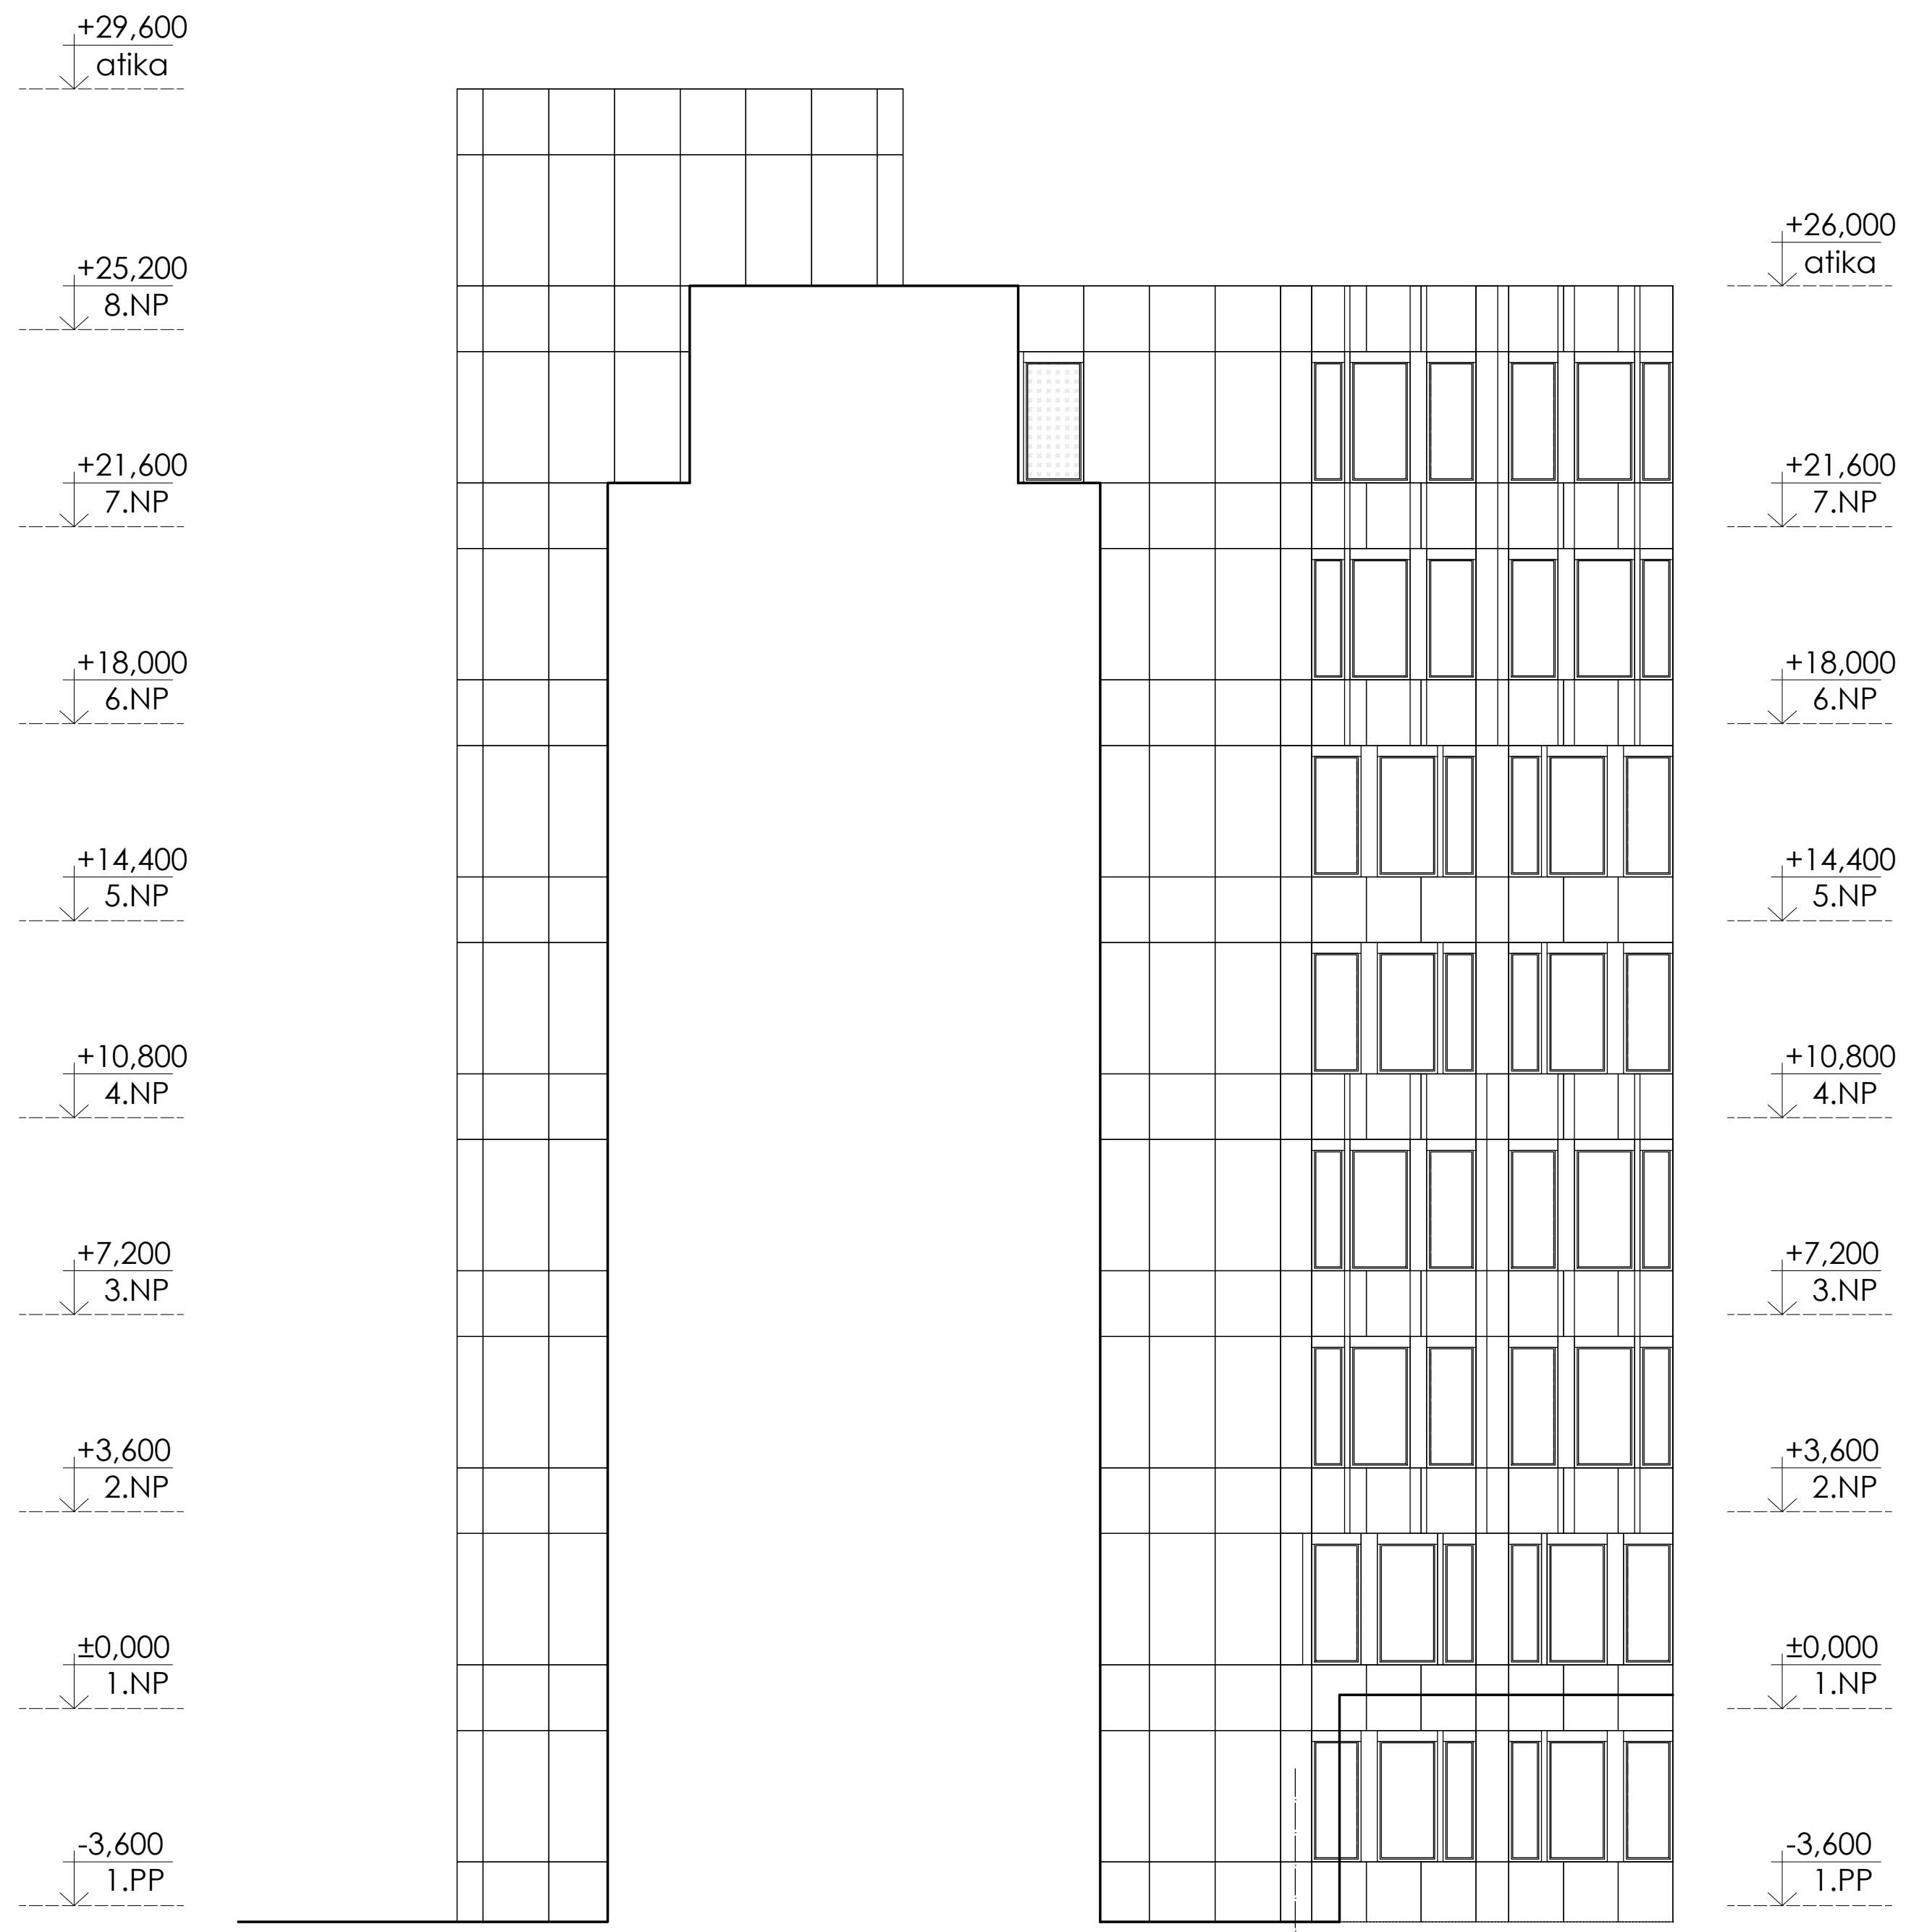 +29,600
atika
+26,000
atika
+25,200
8.NP
+21,600
7.NP
+21,600
7.NP
+18,000
6.NP
+18,000
6.NP
+14,400
5.NP
+14,400
5.NP
+10,800
4.NP
+10,800
4.NP
+7,200
3.NP
+7,200
3.NP
+3,600
2.NP
+3,600
2.NP
±0,000
1.NP
±0,000
1.NP
-3,600
1.PP
-3,600
1.PP